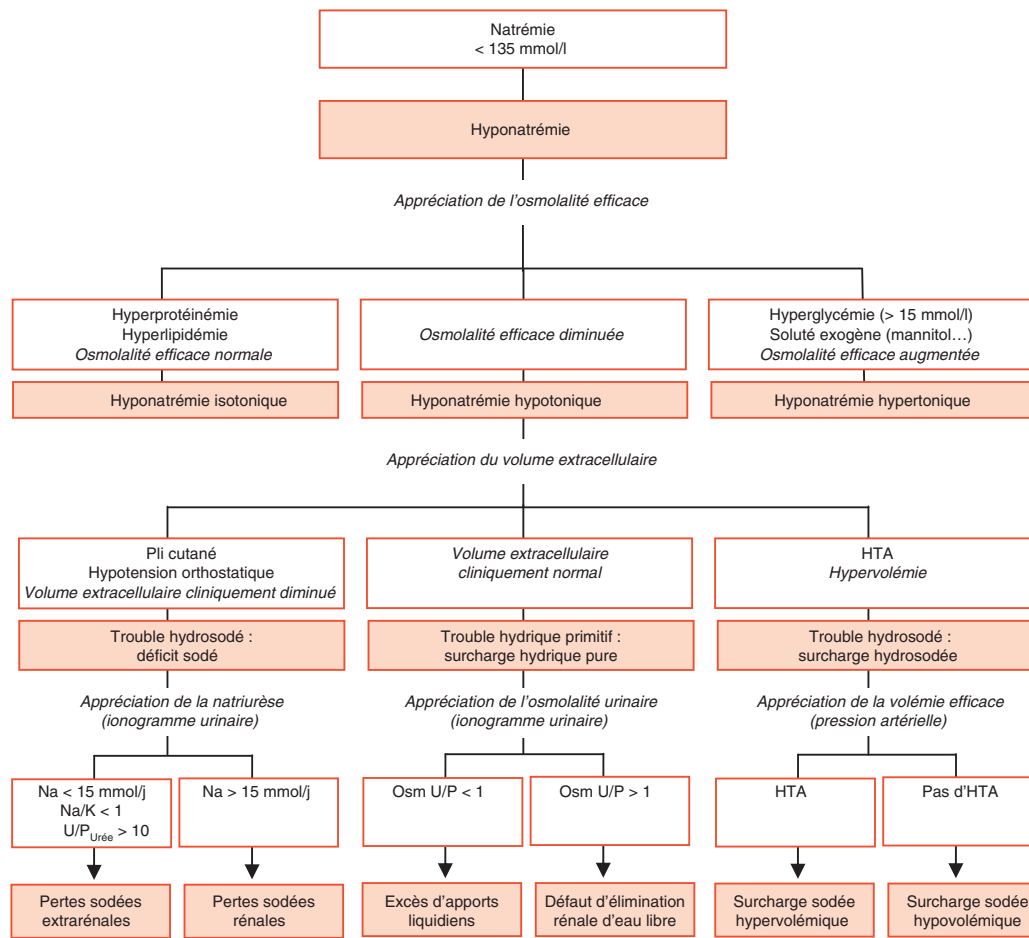 Natrémie
< 135 mmol/l
Hyponatrémie
Appréciation de l'osmolalité efficace
Hyperprotéinémie
Hyperlipidémie
Osmolalité efficace normale
Osmolalité efficace diminuée
Hyperglycémie (> 15 mmol/l)
Soluté exogène (mannitol…)
Osmolalité efficace augmentée
Hyponatrémie isotonique
Hyponatrémie hypotonique
Hyponatrémie hypertonique
Appréciation du volume extracellulaire
Pli cutané
Hypotension orthostatique
Volume extracellulaire cliniquement diminué
Volume extracellulaire
cliniquement normal
HTA
Hypervolémie
Trouble hydrosodé :
déficit sodé
Trouble hydrique primitif :
surcharge hydrique pure
Trouble hydrosodé :
surcharge hydrosodée
Appréciation de la natriurèse
(ionogramme urinaire)
Appréciation de l'osmolalité urinaire
(ionogramme urinaire)
Appréciation de la volémie efficace
(pression artérielle)
Na < 15 mmol/j
Na/K < 1
U/PUrée > 10
Na > 15 mmol/j
Osm U/P < 1
Osm U/P > 1
HTA
Pas d'HTA
Pertes sodées
extrarénales
Pertes sodées
rénales
Excès d'apports
liquidiens
Défaut d'élimination
rénale d'eau libre
Surcharge sodée
hypervolémique
Surcharge sodée
hypovolémique